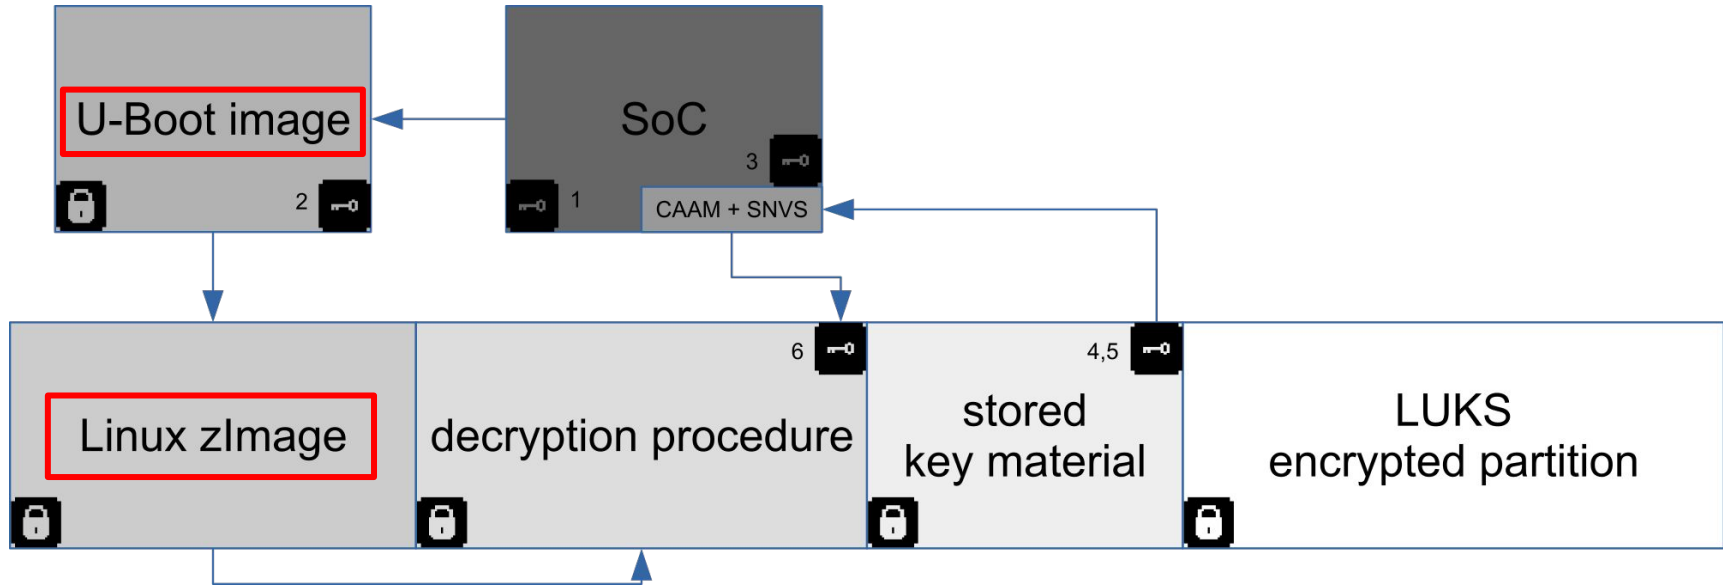 U-Boot image
2
SoC
3
1
CAAM + SNVS
Linux zImage
6
decryption procedure
4,5
stored
key material
LUKS
encrypted partition